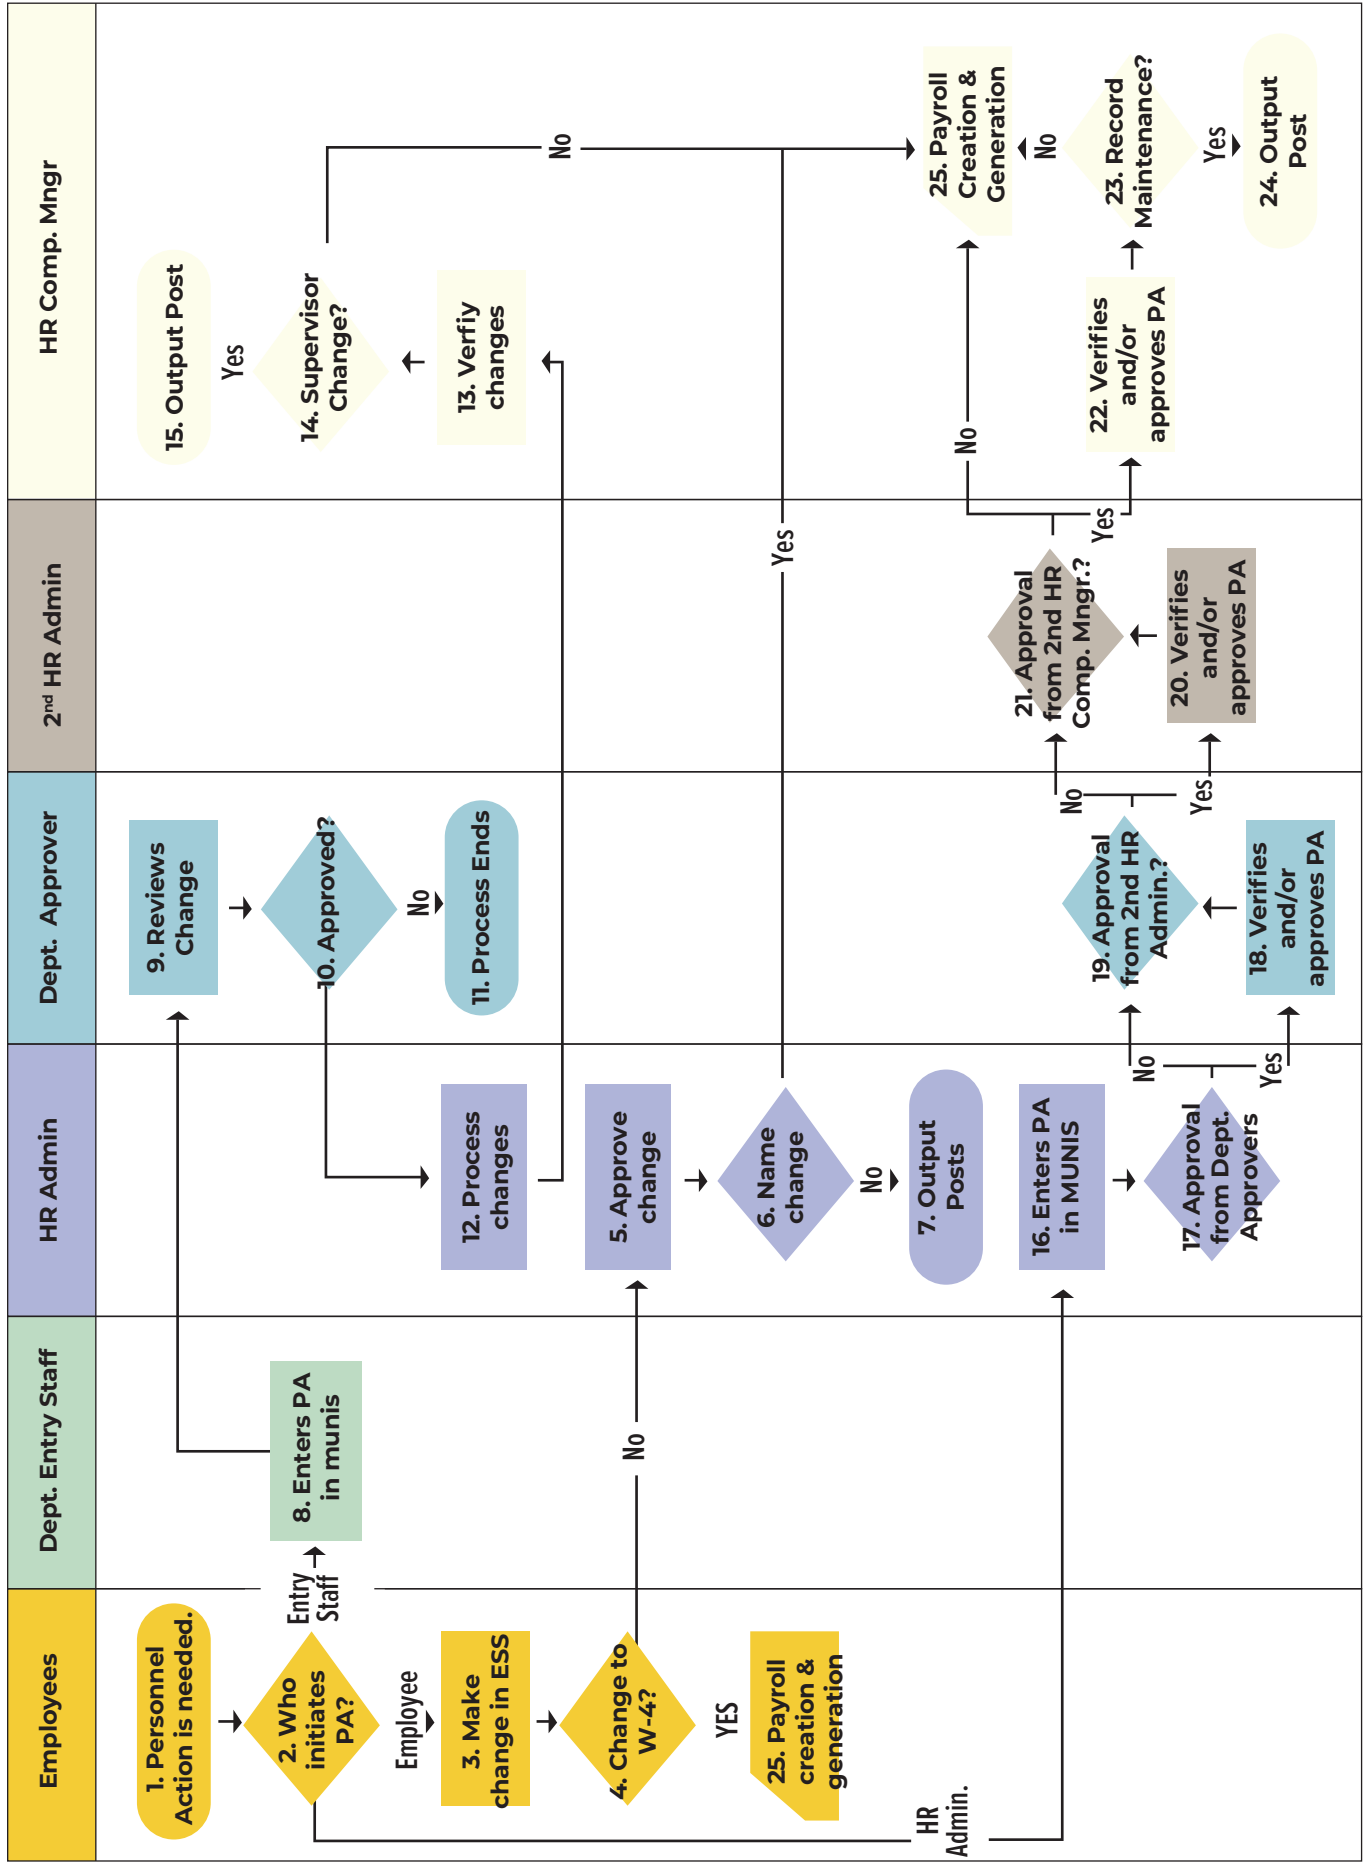 Employees
Dept. Entry Staff
HR Admin
Dept. Approver
2nd HR Admin
HR Comp. Mngr
1. Personnel
Action is needed.
2. Who
initiates
PA?
Employee
Entry
Staff
HR
Admin.
3. Make
change in ESS
4. Change to
W-4?
YES
No
25. Payroll
creation &
generation
8. Enters PA
in munis
12. Process
changes
5. Approve
change
6. Name
change
No
Yes
7. Output
Posts
16. Enters PA
in MUNIS
17. Approval
from Dept.
Approvers
No
Yes
9. Reviews
Change
10. Approved?
No
11. Process Ends
19. Approval
from 2nd HR
Admin.?
No
Yes
18. Verifies
and/or
approves PA
21. Approval
from 2nd HR
Comp. Mngr.?
No
Yes
20. Verifies
and/or
approves PA
15. Output Post
Yes
14. Supervisor
Change?
No
13. Verfiy
changes
25. Payroll
Creation &
Generation
No
23. Record
Maintenance?
Yes
22. Verifies
and/or
approves PA
24. Output
Post